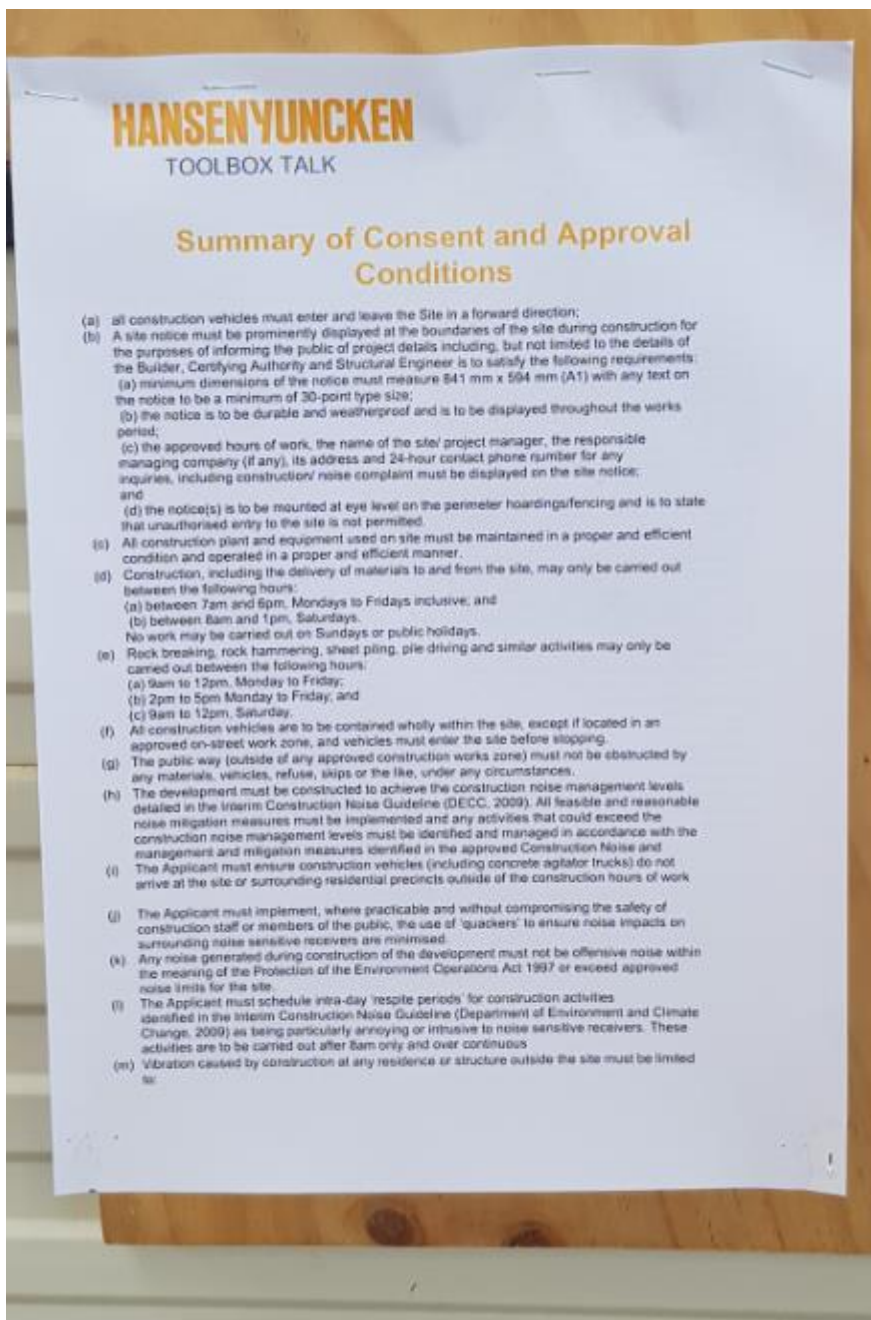 HANSEN YUNCKEN
TOOLBOX TALK
Summary of Consent and Approval
Conditions
(a) all construction vehicles must enter and leave the Site in a forward direction;
(b) A site notice must be prominently displayed at the boundaries of the site during construction for
the purposes of informing the public of project details including, but not limited to the details of
the Builder, Certifying Authority and Structural Engineer is to satisfy the following requirements:
(a) minimum dimensions of the notice must measure 841 mm x 594 mm (A1) with any text on
the notice to be a minimum of 30-point type size;
(b) the notice is to be durable and weatherproof and is to be displayed throughout the works
period;
(c) the approved hours of work, the name of the site/ project manager, the responsible
managing company (if any), its address and 24-hour contact phone number for any
inquiries, including construction/ noise complaint must be displayed on the site notice;
and
(d) the notice(s) is to be mounted at eye level on the perimeter hoardings/fencing and is to state
that unauthorised entry to the site is not permitted.
(c) All construction plant and equipment used on site must be maintained in a proper and efficient
condition and operated in a proper and efficient manner.
(d) Construction, including the delivery of materials to and from the site, may only be carried out
between the following hours:
(a) between 7am and 6pm, Mondays to Fridays inclusive; and
(b) between 8am and 1pm, Saturdays.
No work may be carried out on Sundays or public holidays.
(e) Rock breaking, rock hammering, sheet piling, pile driving and similar activities may only be
carried out between the following hours:
(a) 9am to 12pm, Monday to Friday;
(b) 2pm to 5pm Monday to Friday; and
(c) 9am to 12pm, Saturday.
(f) All construction vehicles are to be contained wholly within the site, except if located in an
approved on-street work zone, and vehicles must enter the site before stopping.
(g) The public way (outside of any approved construction works zone) must not be obstructed by
any materials, vehicles, refuse, skips or the like, under any circumstances.
(h) The development must be constructed to achieve the construction noise management levels
detailed in the Interim Construction Noise Guideline (DECC, 2009). All feasible and reasonable
noise mitigation measures must be implemented and any activities that could exceed the
construction noise management levels must be identified and managed in accordance with the
management and mitigation measures identified in the approved Construction Noise and
(i) The Applicant must ensure construction vehicles (including concrete agitator trucks) do not
arrive at the site or surrounding residential precincts outside of the construction hours of work
(j) The Applicant must implement, where practicable and without compromising the safety of
construction staff or members of the public, the use of 'quackers' to ensure noise impacts on
surrounding noise sensitive receivers are minimised.
(k) Any noise generated during construction of the development must not be offensive noise within
the meaning of the Protection of the Environment Operations Act 1997 or exceed approved
noise limits for the site.
(l) The Applicant must schedule intra-day 'respite periods' for construction activities
identified in the Interim Construction Noise Guideline (Department of Environment and Climate
Change, 2009) as being particularly annoying or intrusive to noise sensitive receivers. These
activities are to be carried out after 8am only and over continuous
(m) Vibration caused by construction at any residence or structure outside the site must be limited
to: